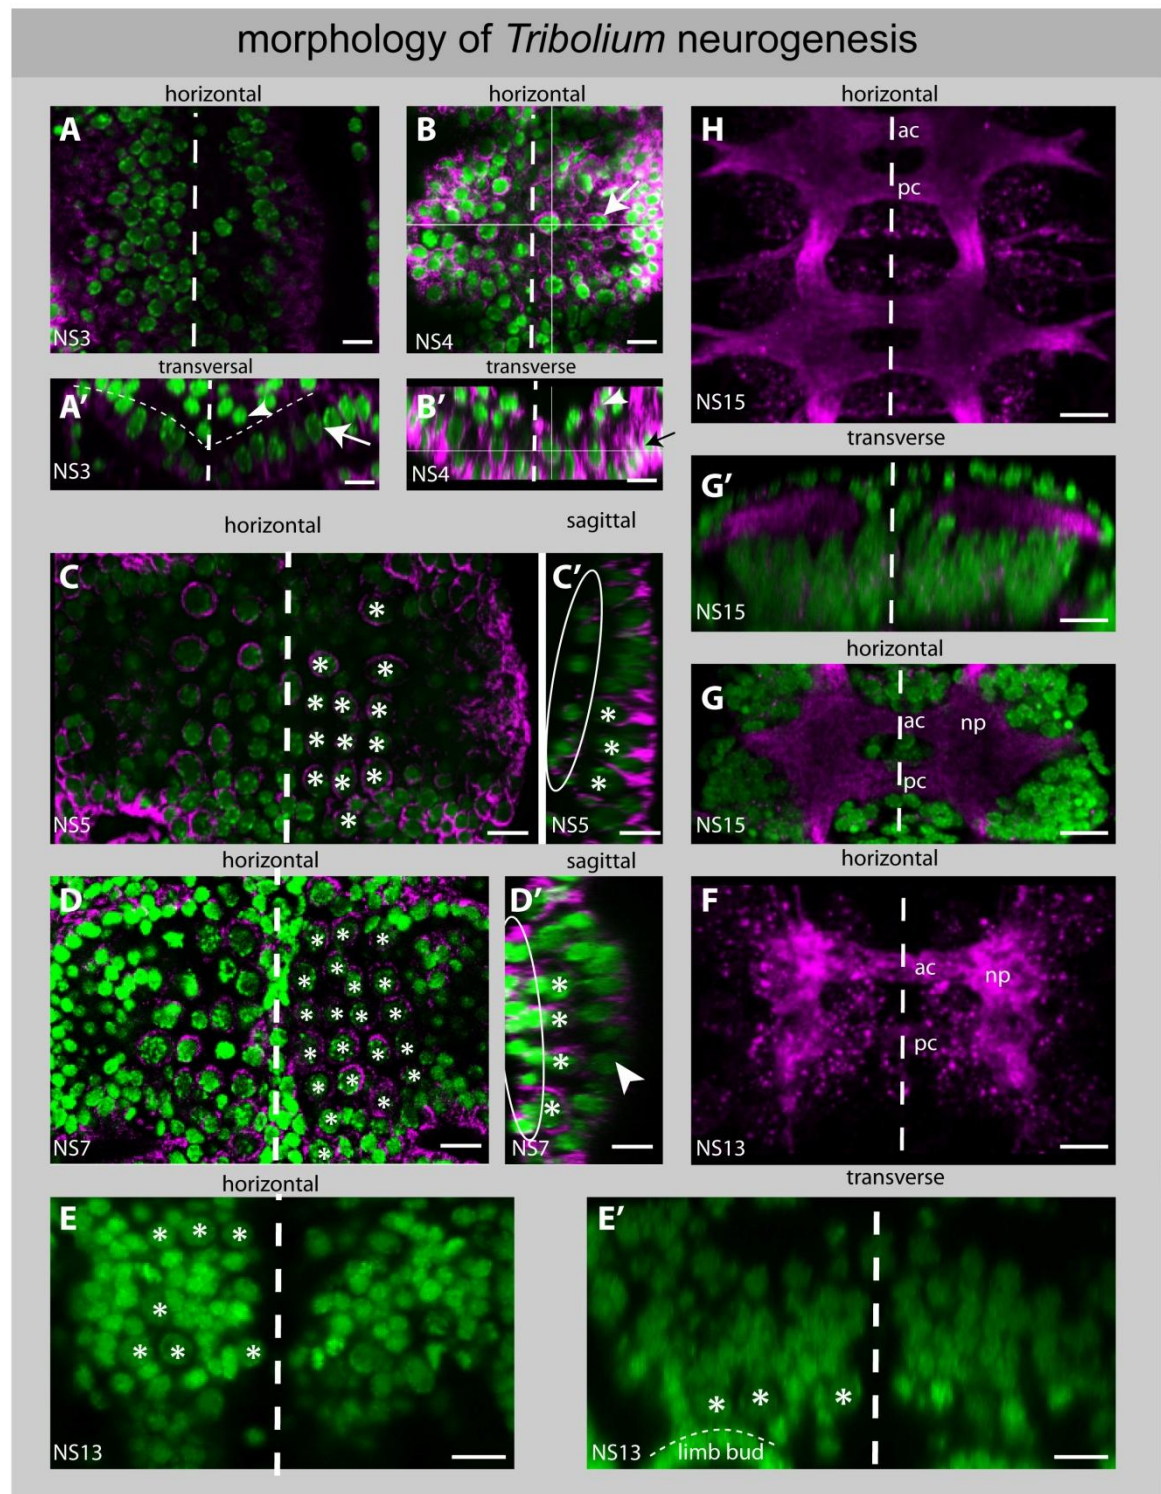 morphology of Tribolium neurogenesis
horizontal
A
NS3
transversal
A′
NS3
horizontal
B
NS4
transverse
B′
NS4
horizontal
H
ac
pc
NS15
transverse
G′
NS15
horizontal
G
ac
np
pc
NS15
horizontal
C
*
* *
* * *
* * *
* * *
*
NS5
sagittal
C′
*
*
*
NS5
horizontal
D
* * *
* * *
* * * *
* * * *
* * * *
*
*
NS7
sagittal
D′
*
*
*
*
NS7
horizontal
F
ac
np
pc
NS13
horizontal
E
* * *
*
* * *
NS13
transverse
E′
* * *
NS13
limb bud